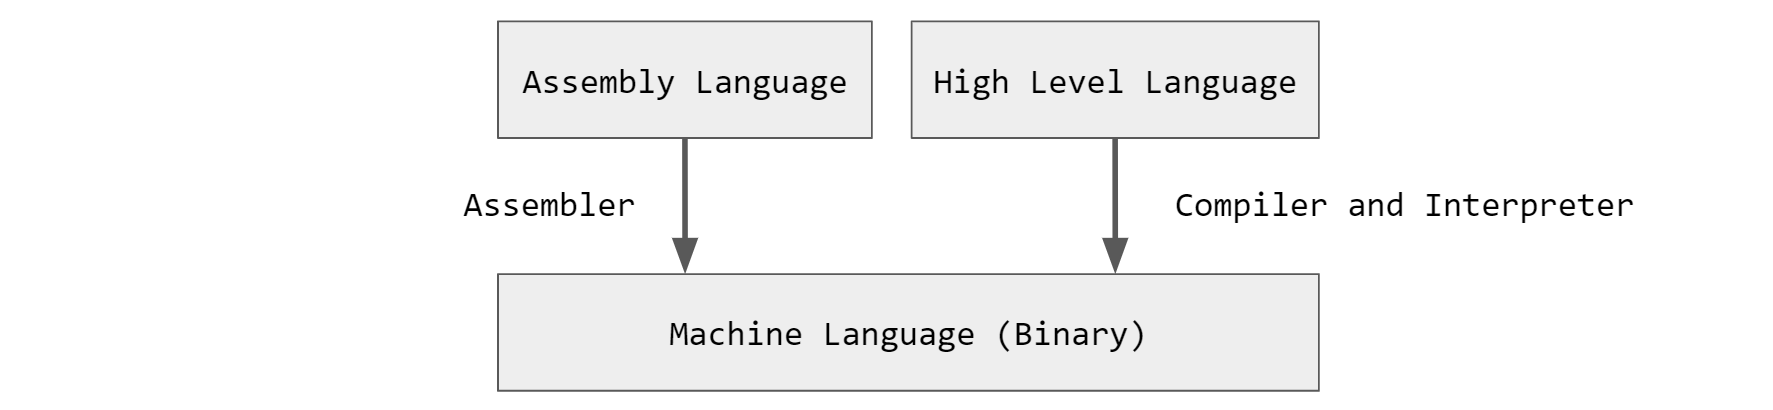 Assembly Language
High Level Language
Assembler
Compiler and Interpreter
Machine Language (Binary)